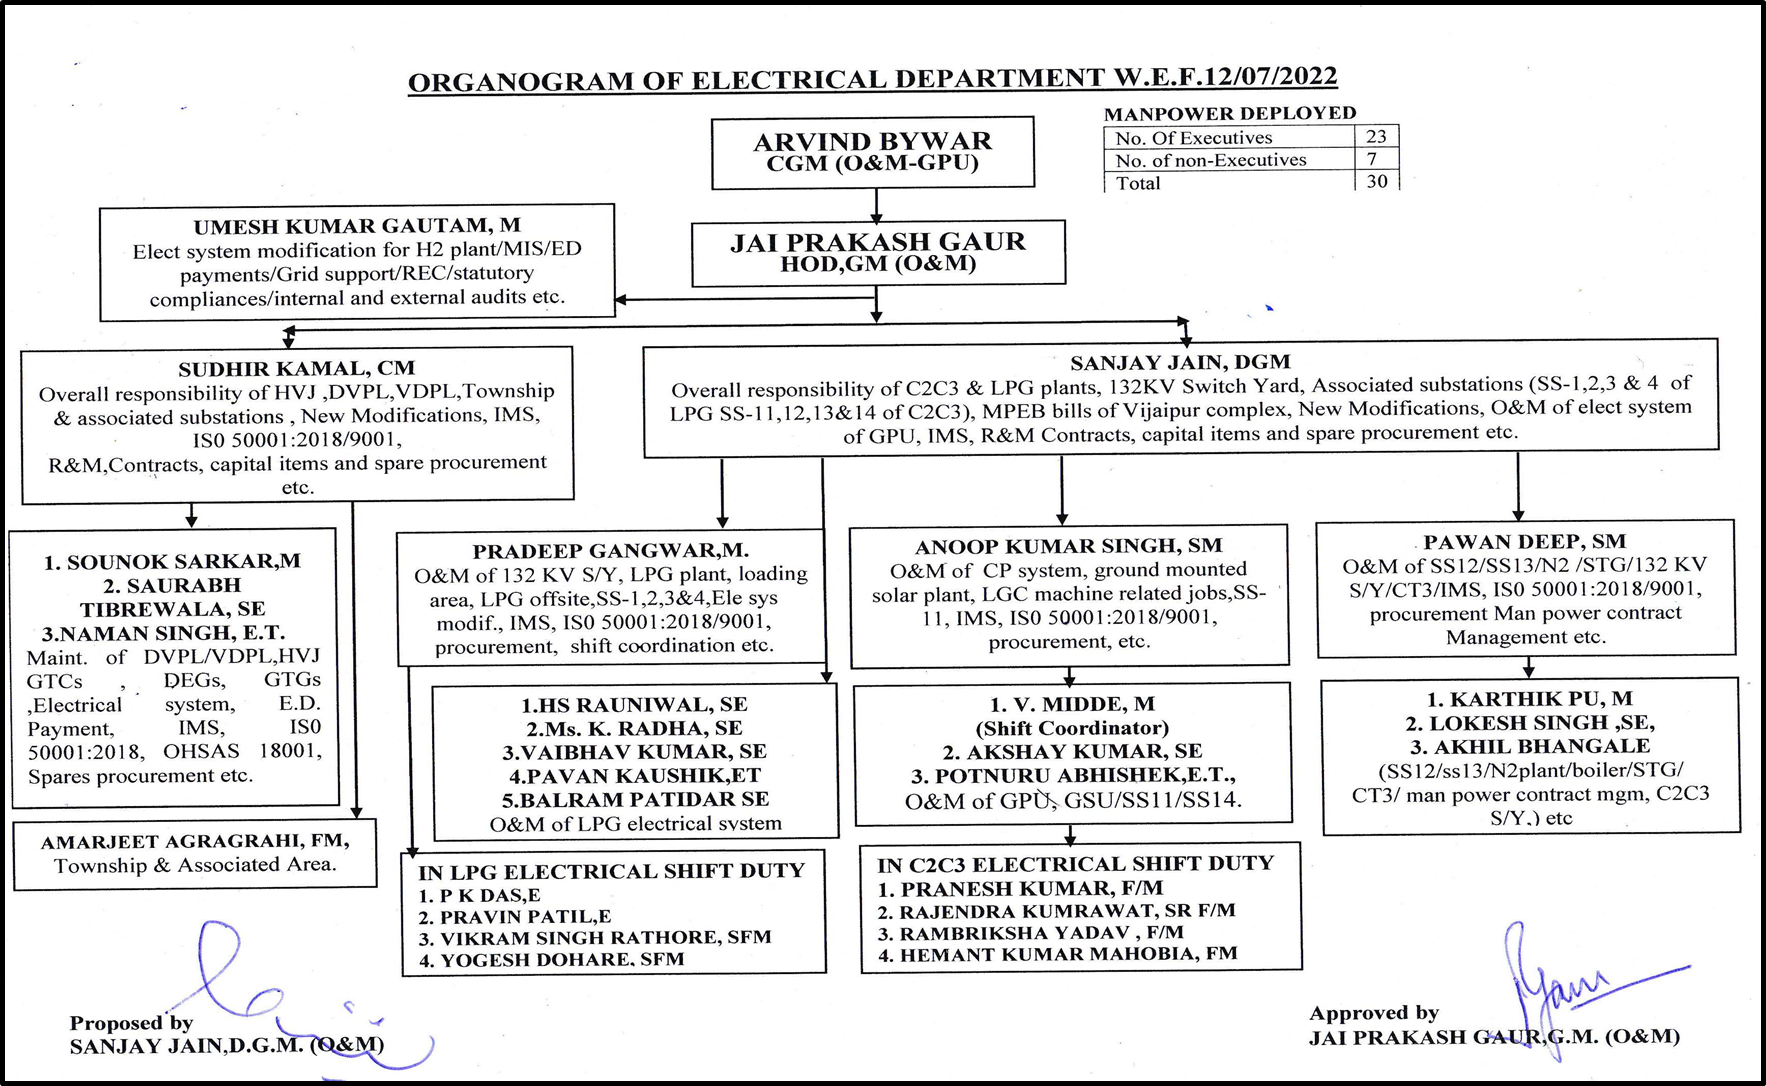 ORGANOGRAM OF ELECTRICAL DEPARTMENT W.E.F.12/07/2022
MANPOWER DEPLOYED
No. Of Executives 23
No. of non-Executives 7
Total 30
ARVIND BYWAR
CGM (O&M-GPU)
JAI PRAKASH GAUR
HOD,GM (O&M)
UMESH KUMAR GAUTAM, M
Elect system modification for H2 plant/MIS/ED
payments/Grid support/REC/statutory
compliances/internal and external audits etc.
SUDHIR KAMAL, CM
Overall responsibility of HVJ ,DVPL,VDPL,Township
& associated substations , New Modifications, IMS,
IS0 50001:2018/9001,
R&M,Contracts, capital items and spare procurement
etc.
SANJAY JAIN, DGM
Overall responsibility of C2C3 & LPG plants, 132KV Switch Yard, Associated substations (SS-1,2,3 & 4 of
LPG SS-11,12,13&14 of C2C3), MPEB bills of Vijaipur complex, New Modifications, O&M of elect system
of GPU, IMS, R&M Contracts, capital items and spare procurement etc.
1. SOUNOK SARKAR,M
2. SAURABH
TIBREWALA, SE
3.NAMAN SINGH, E.T.
Maint. of DVPL/VDPL,HVJ
GTCs , DEGs, GTGs
,Electrical system, E.D.
Payment, IMS, IS0
50001:2018, OHSAS 18001,
Spares procurement etc.
AMARJEET AGRAGRAHI, FM,
Township & Associated Area.
PRADEEP GANGWAR,M.
O&M of 132 KV S/Y, LPG plant, loading
area, LPG offsite,SS-1,2,3&4,Ele sys
modif., IMS, IS0 50001:2018/9001,
procurement, shift coordination etc.
1.HS RAUNIWAL, SE
2.Ms. K. RADHA, SE
3.VAIBHAV KUMAR, SE
4.PAVAN KAUSHIK,ET
5.BALRAM PATIDAR SE
O&M of LPG electrical system
IN LPG ELECTRICAL SHIFT DUTY
1. P K DAS,E
2. PRAVIN PATIL,E
3. VIKRAM SINGH RATHORE, SFM
4. YOGESH DOHARE, SFM
ANOOP KUMAR SINGH, SM
O&M of CP system, ground mounted
solar plant, LGC machine related jobs,SS-
11, IMS, IS0 50001:2018/9001,
procurement, etc.
1. V. MIDDE, M
(Shift Coordinator)
2. AKSHAY KUMAR, SE
3. POTNURU ABHISHEK,E.T.,
O&M of GPU, GSU/SS11/SS14.
IN C2C3 ELECTRICAL SHIFT DUTY
1. PRANESH KUMAR, F/M
2. RAJENDRA KUMRAWAT, SR F/M
3. RAMBRIKSHA YADAV , F/M
4. HEMANT KUMAR MAHOBIA, FM
PAWAN DEEP, SM
O&M of SS12/SS13/N2 /STG/132 KV
S/Y/CT3/IMS, IS0 50001:2018/9001,
procurement Man power contract
Management etc.
1. KARTHIK PU, M
2. LOKESH SINGH ,SE,
3. AKHIL BHANGALE
(SS12/ss13/N2plant/boiler/STG/
CT3/ man power contract mgm, C2C3
S/Y,) etc
Proposed by
SANJAY JAIN,D.G.M. (O&M)
Approved by
JAI PRAKASH GAUR,G.M. (O&M)